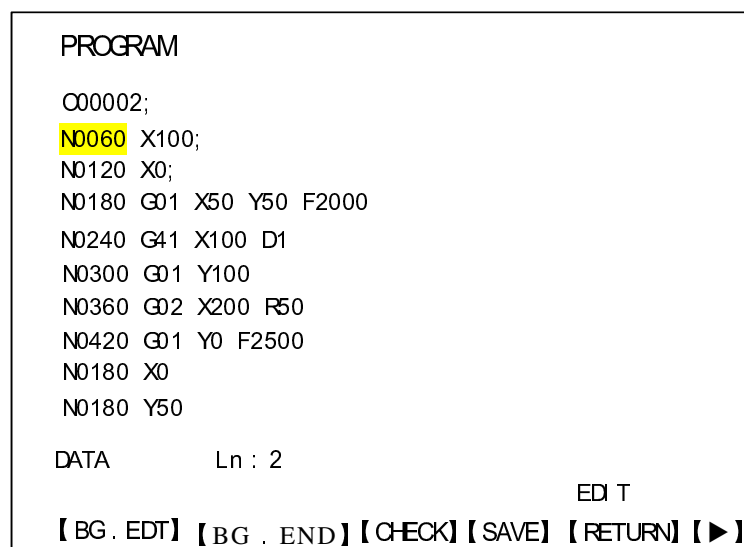 PROGRAM
O00002;
N0060 X100;
N0120 X0;
N0180 G01 X50 Y50 F2000
N0240 G41 X100 D1
N0300 G01 Y100
N0360 G02 X200 R50
N0420 G01 Y0 F2500
N0180 X0
N0180 Y50
DATA Ln : 2
EDIT
【BG . EDT】【BG . END】【CHECK】【SAVE】【RETURN】【▶】